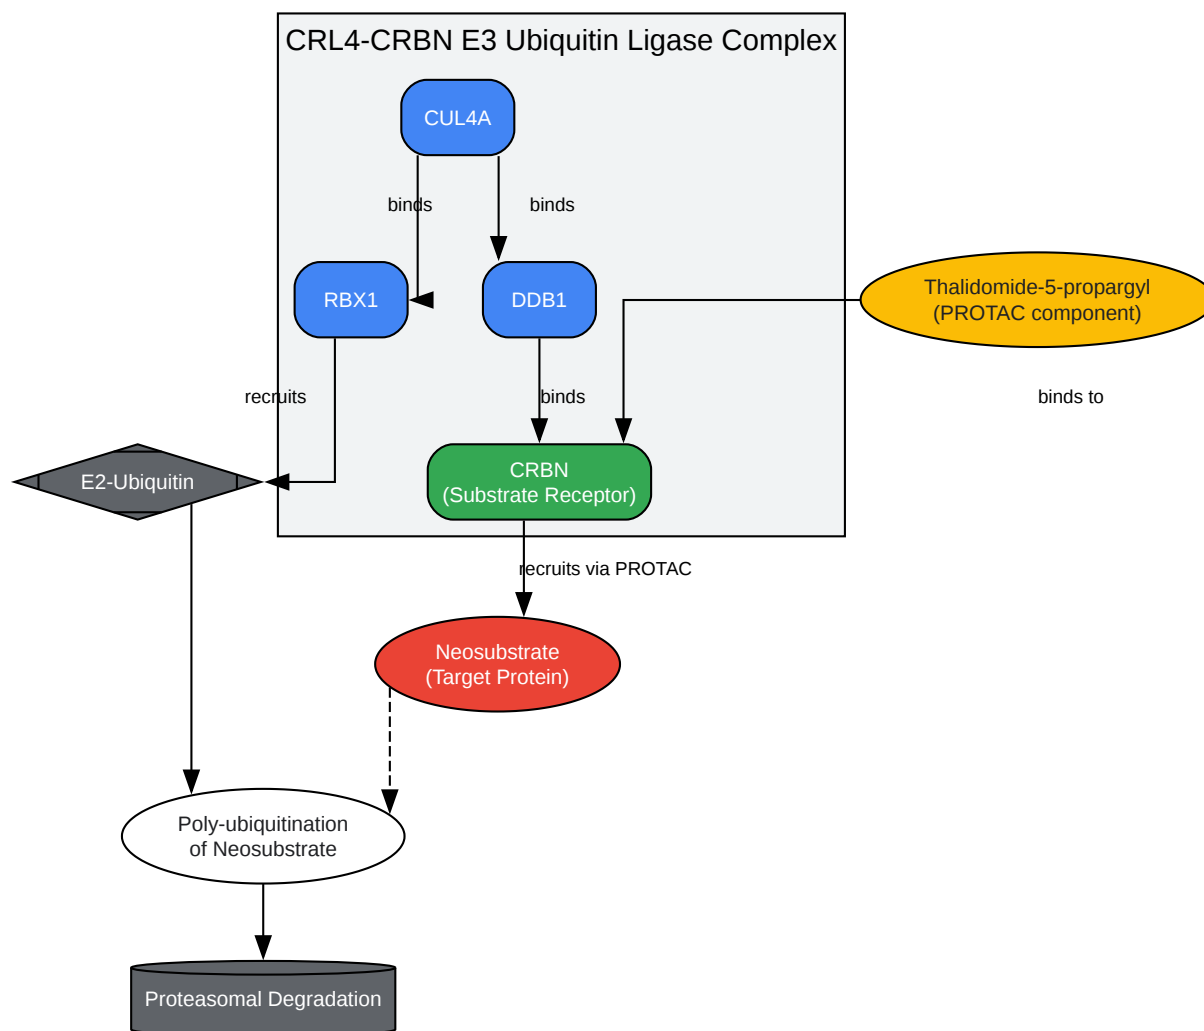 CRL4-CRBN E3 Ubiquitin Ligase Complex
CUL4A
binds
binds
RBX1
DDB1
Thalidomide-5-propargyl
(PROTAC component)
recruits
binds
binds to
E2-Ubiquitin
CRBN
(Substrate Receptor)
recruits via PROTAC
Neosubstrate
(Target Protein)
Poly-ubiquitination
of Neosubstrate
Proteasomal Degradation